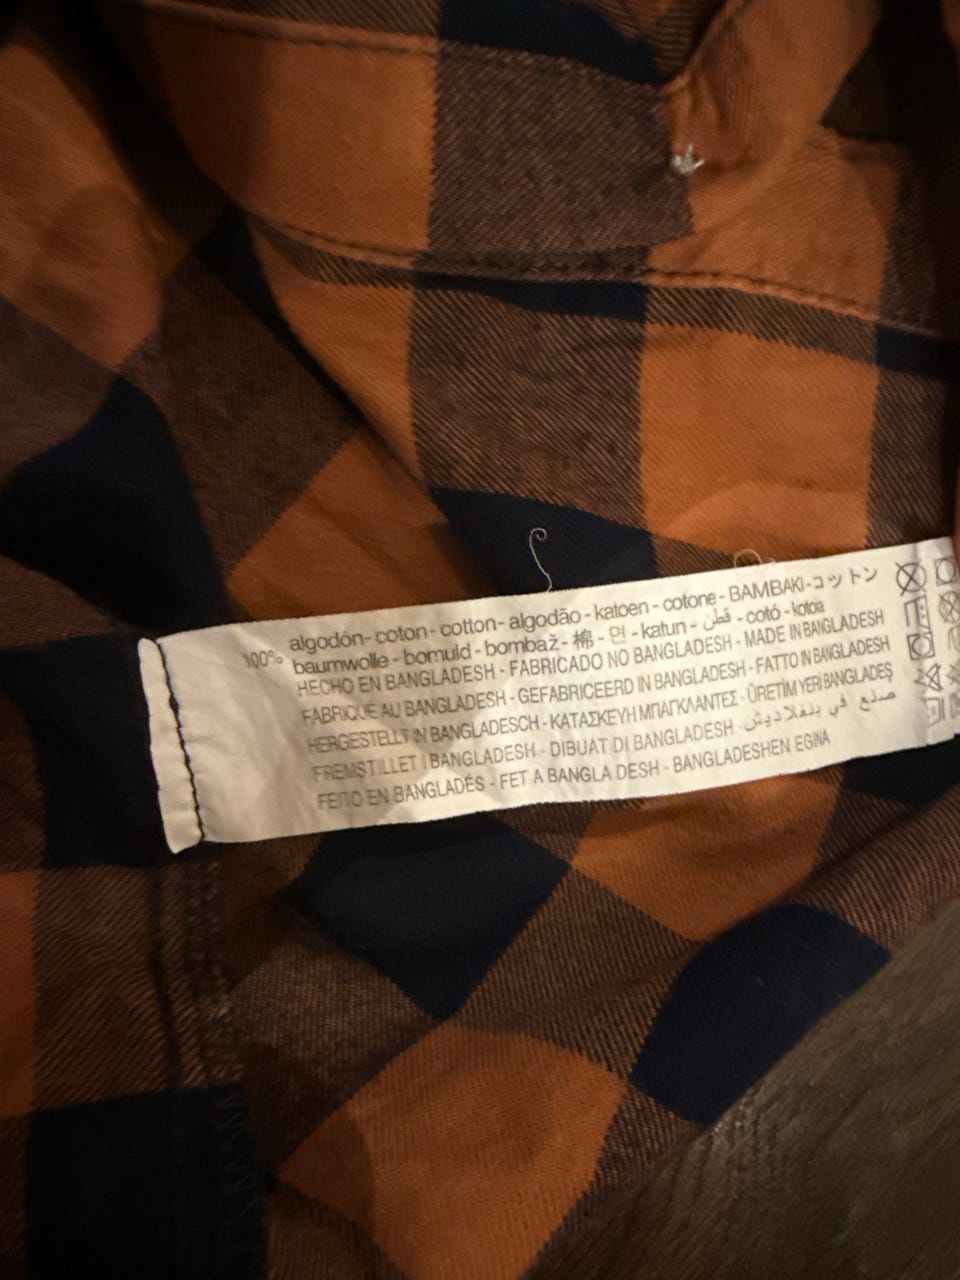 100% algodón- coton - cotton - algodão - katoen - cotone - BAMBAKI - コットン
baumwolle - bomuld - bombaž - 棉 - 면 - katun - قطن - cotó - kotoia
HECHO EN BANGLADESH - FABRICADO NO BANGLADESH - MADE IN BANGLADESH
FABRIQUÉ AU BANGLADESH - GEFABRICEERD IN BANGLADESH - FATTO IN BANGLADESH
HERGESTELLT IN BANGLADESCH - ΚΑΤΑΣΚΕΥΗ ΜΠΑΓΚΛΑΝΤΕΣ - ÜRETİM YERİ BANGLADEŞ
FREMSTILLET I BANGLADESH - DIBUAT DI BANGLADESH - صنع في بنغلاديش
FEITO EN BANGLADÉS - FET A BANGLA DESH - BANGLADESHEN EGINA